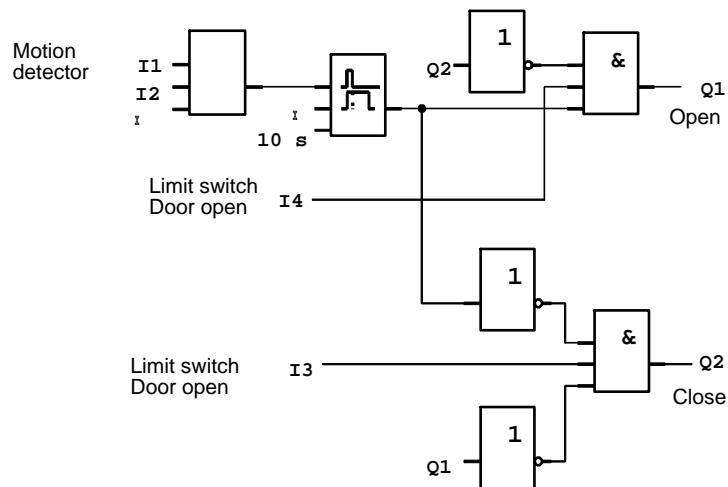 Motion
detector
I1
I2
I
1
Q2
&
Q1
Open
I
10 s
Limit switch
Door open
I4
1
&
Limit switch
Door open
I3
Q2
Close
1
Q1